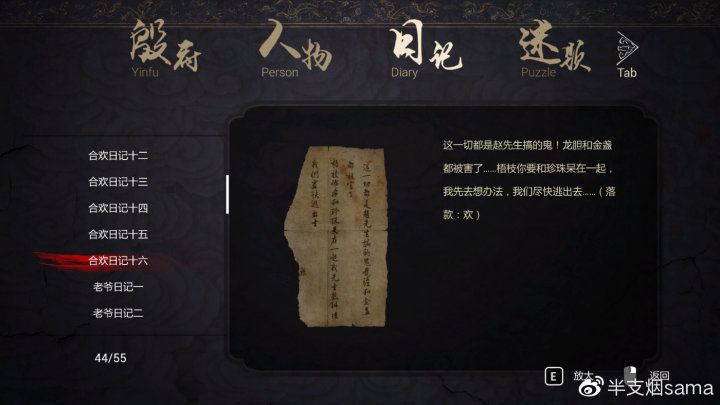 殷府
Yinfu
人物
Person
日记
Diary
迷题
Puzzle
Tab
合欢日记十二
合欢日记十三
合欢日记十四
合欢日记十五
合欢日记十六
老爷日记一
老爷日记二
44/55
这一切都是赵先生搞的鬼！龙胆和金盏
都被害了……梧枝你要和珍珠呆在一起，
我先去想办法，我们尽快逃出去……（落
款：欢）
E 放大
返回
半支烟sama